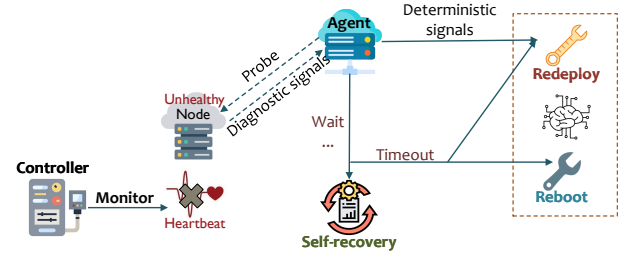 Agent
Deterministic
signals
Probe
Diagnostic signals
Redeploy
Unhealthy
Node
Wait
...
Timeout
Controller
Monitor
Reboot
Heartbeat
Self-recovery